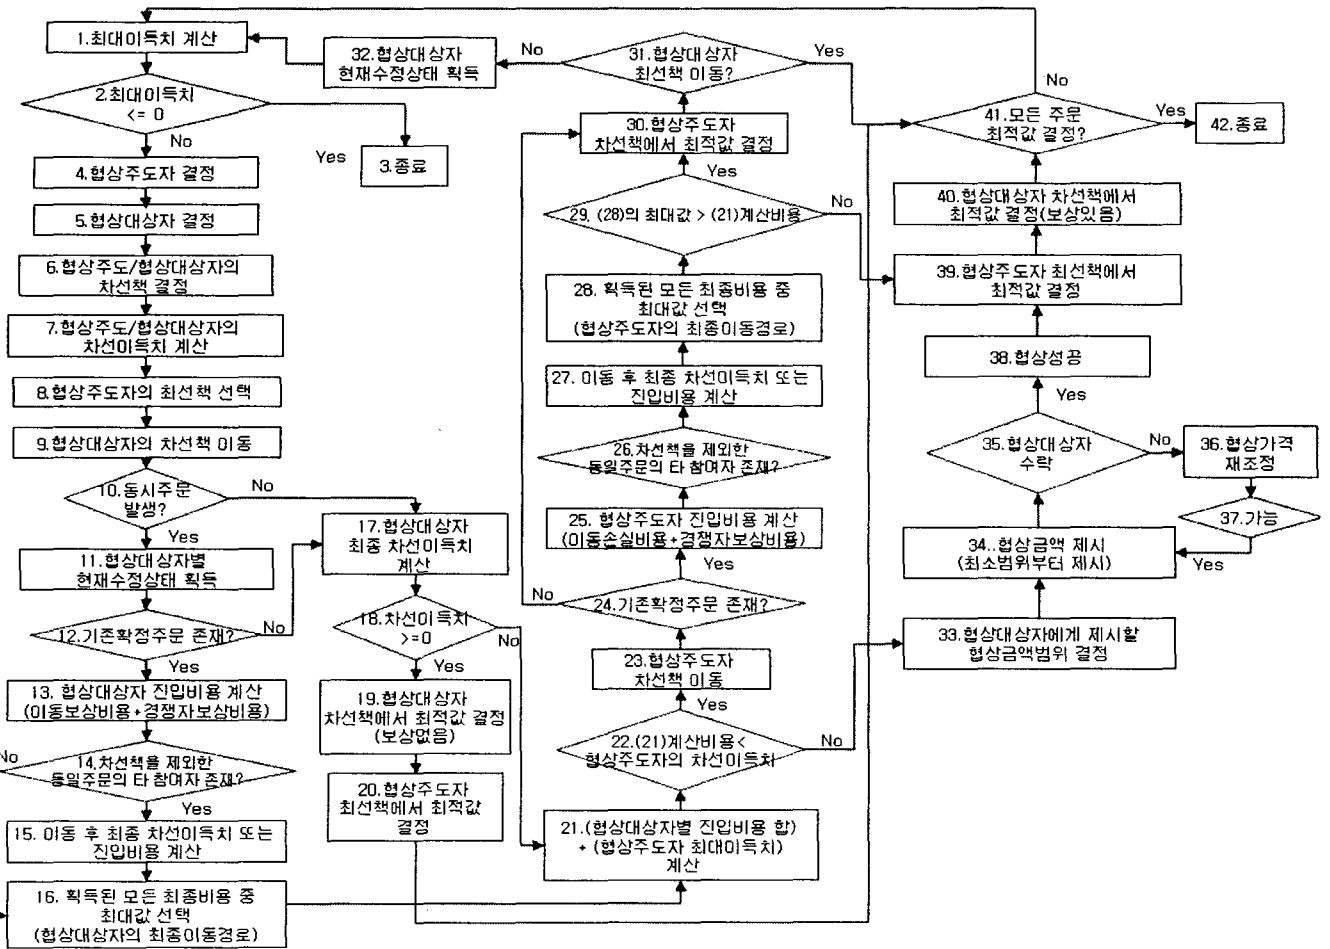 1.최대이득치 계산
2.최대이득치
<= 0
Yes
3.종료
No
4.협상주도자 결정
5.협상대상자 결정
6.협상주도/협상대상자의
차선책 결정
7.협상주도/협상대상자의
차선이득치 계산
8.협상주도자의 최선책 선택
9.협상대상자의 차선책 이동
10.동시주문
발생?
No
Yes
11.협상대상자별
현재수정상태 획득
12.기존확정주문 존재?
No
Yes
13. 협상대상자 진입비용 계산
(이동보상비용+경쟁자보상비용)
No
14.차선책을 제외한
동일주문의 타 참여자 존재?
Yes
15. 이동 후 최종 차선이득치 또는
진입비용 계산
16. 획득된 모든 최종비용 중
최대값 선택
(협상대상자의 최종이동경로)
17.협상대상자
최종 차선이득치
계산
18.차선이득치
>=0
No
Yes
19.협상대상자
차선책에서 최적값 결정
(보상없음)
20.협상주도자
최선책에서 최적값
결정
21.(협상대상자별 진입비용 합)
+ (협상주도자 최대이득치)
계산
22.(21)계산비용<
협상주도자의 차선이득치
No
Yes
23.협상주도자
차선책 이동
24.기존확정주문 존재?
No
Yes
25. 협상주도자 진입비용 계산
(이동손실비용+경쟁자보상비용)
26.차선책을 제외한
동일주문의 타 참여자 존재?
27. 이동 후 최종 차선이득치 또는
진입비용 계산
28. 획득된 모든 최종비용 중
최대값 선택
(협상주도자의 최종이동경로)
29. (28)의 최대값 > (21)계산비용
No
Yes
30.협상주도자
차선책에서 최적값 결정
31.협상대상자
최선책 이동?
No
Yes
32.협상대상자
현재수정상태 획득
33.협상대상자에게 제시할
협상금액범위 결정
34..협상금액 제시
(최소범위부터 제시)
35.협상대상자
수락
No
Yes
36.협상가격
재조정
37.가능
Yes
38.협상성공
39.협상주도자 최선책에서
최적값 결정
40.협상대상자 차선책에서
최적값 결정(보상있음)
41.모든 주문
최적값 결정?
No
Yes
42.종료